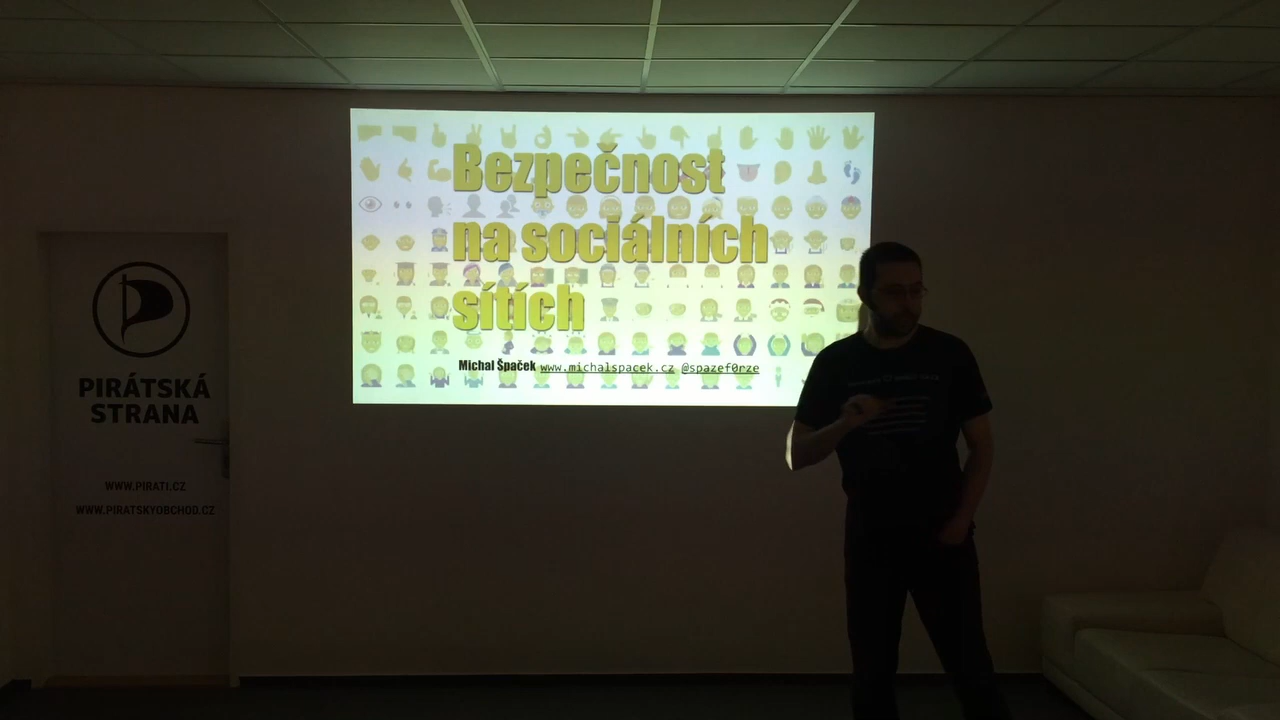 Bezpečnost
na sociálních
sítích
Michal Špaček www.michalspacek.cz @spazef0rze
PIRÁTSKÁ
STRANA
WWW.PIRATI.CZ
WWW.PIRATSKYOBCHOD.CZ